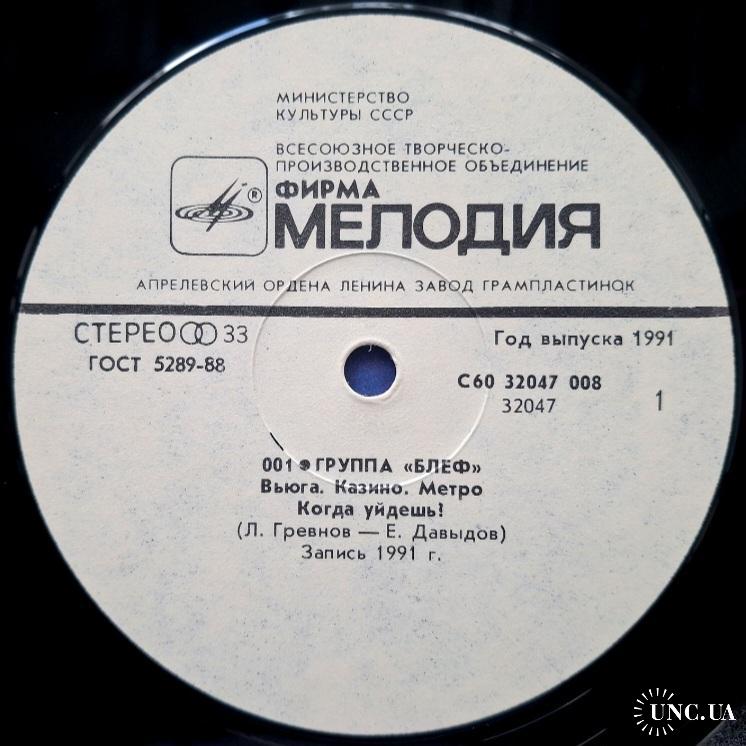 МИНИСТЕРСТВО
КУЛЬТУРЫ СССР
ВСЕСОЮЗНОЕ ТВОРЧЕСКО-
ПРОИЗВОДСТВЕННОЕ ОБЪЕДИНЕНИЕ
®
ФИРМА
МЕЛОДИЯ
АПРЕЛЕВСКИЙ ОРДЕНА ЛЕНИНА ЗАВОД ГРАМПЛАСТИНОК
СТЕРЕО 33
Год выпуска 1991
ГОСТ 5289-88
С60 32047 008
32047
1
001 ГРУППА «БЛЕФ»
Вьюга. Казино. Метро
Когда уйдешь?
(Л. Гревнов — Е. Давыдов)
Запись 1991 г.
UNC.UA